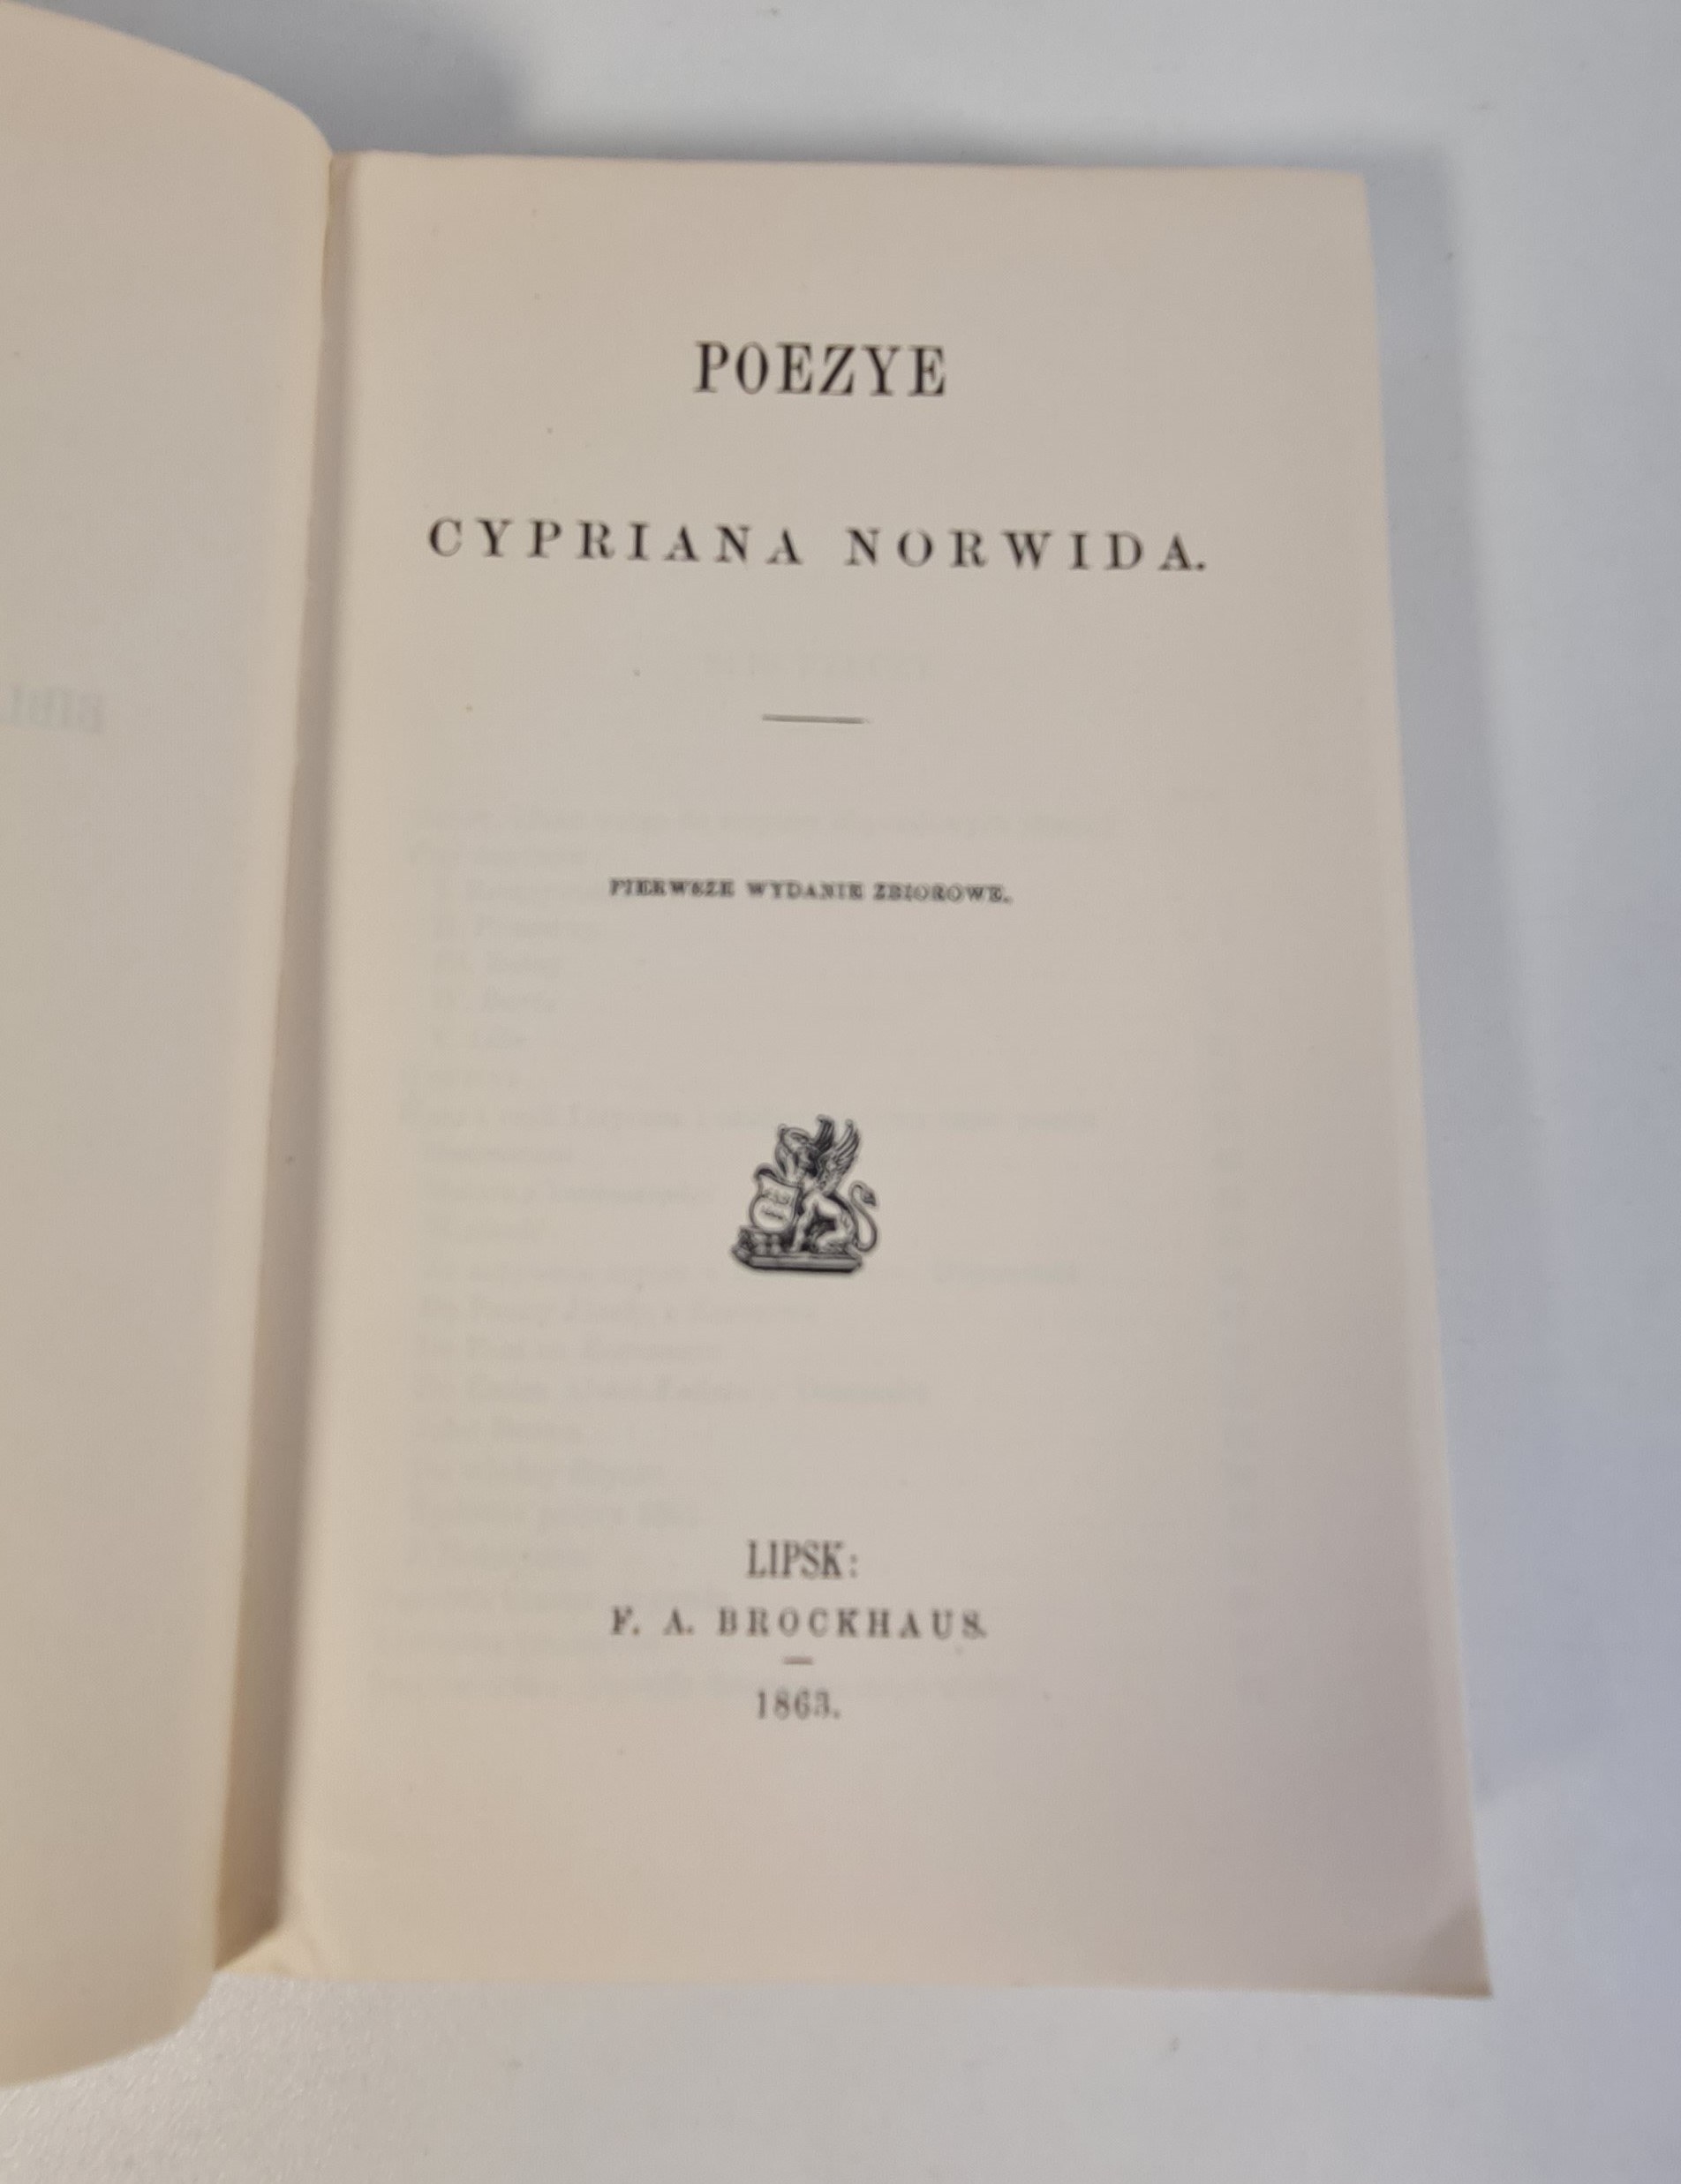 POEZYE
CYPRIANA NORWIDA.
PIERWSZE WYDANIE ZBIOROWE.
LIPSK:
F. A. BROCKHAUS.
1863.